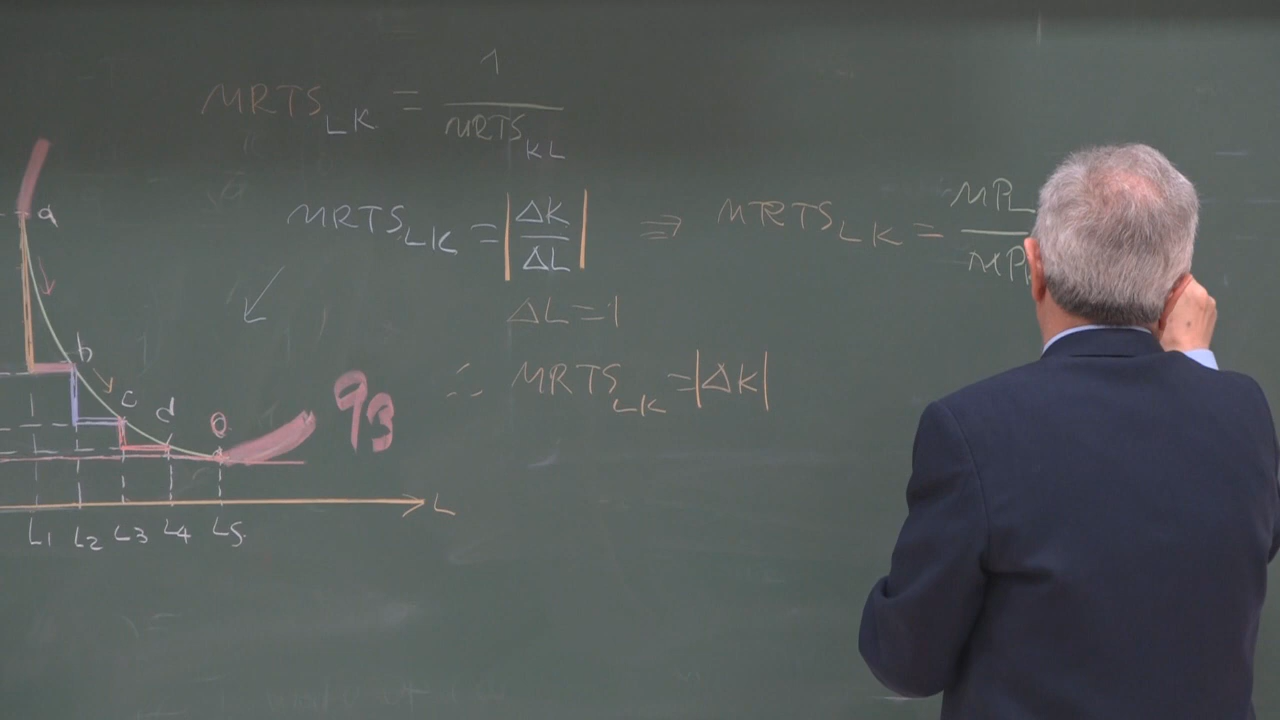 MRTS_LK = 1 / MRTS_KL
MRTS_LK = |ΔK / ΔL| ⇒ MRTS_LK = MP_L / MP
ΔL = 1
∴ MRTS_LK = |ΔK|
a
b
c
d
e
q3
L
L1 L2 L3 L4 L5